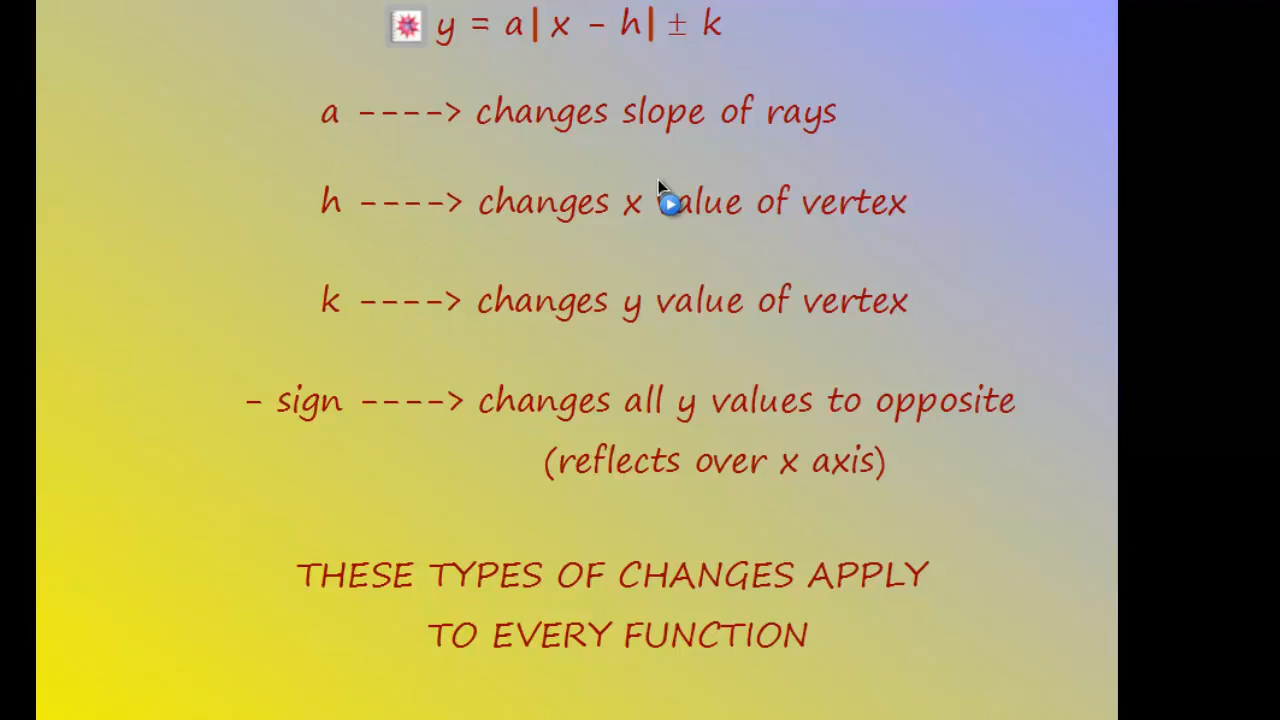 y = a| x - h| ± k
a ----> changes slope of rays
h ----> changes x value of vertex
k ----> changes y value of vertex
- sign ----> changes all y values to opposite
(reflects over x axis)
THESE TYPES OF CHANGES APPLY
TO EVERY FUNCTION